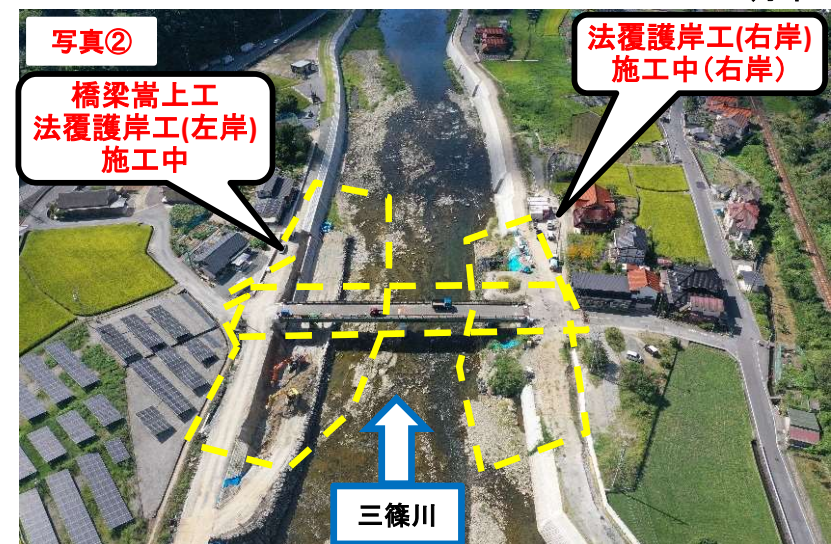 写真②
橋梁嵩上工
法覆護岸工(左岸)
施工中
法覆護岸工(右岸)
施工中（右岸）
三篠川